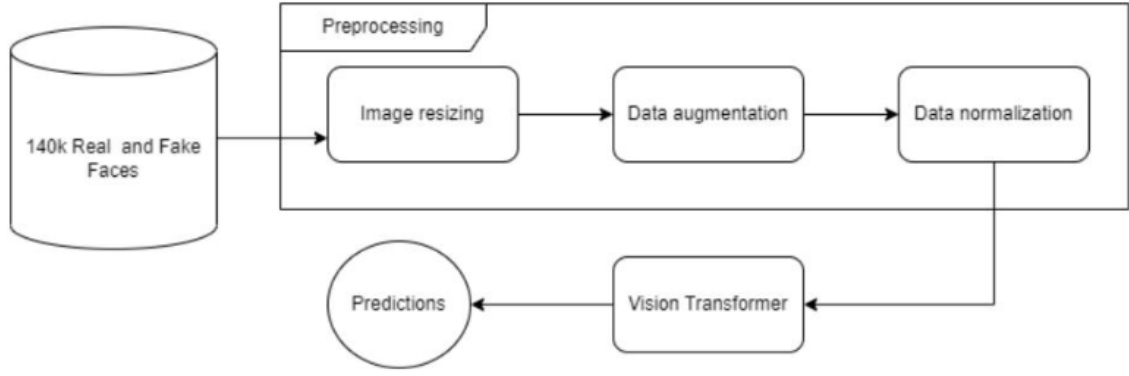 Preprocessing
140k Real and Fake
Faces
Image resizing
Data augmentation
Data normalization
Predictions
Vision Transformer